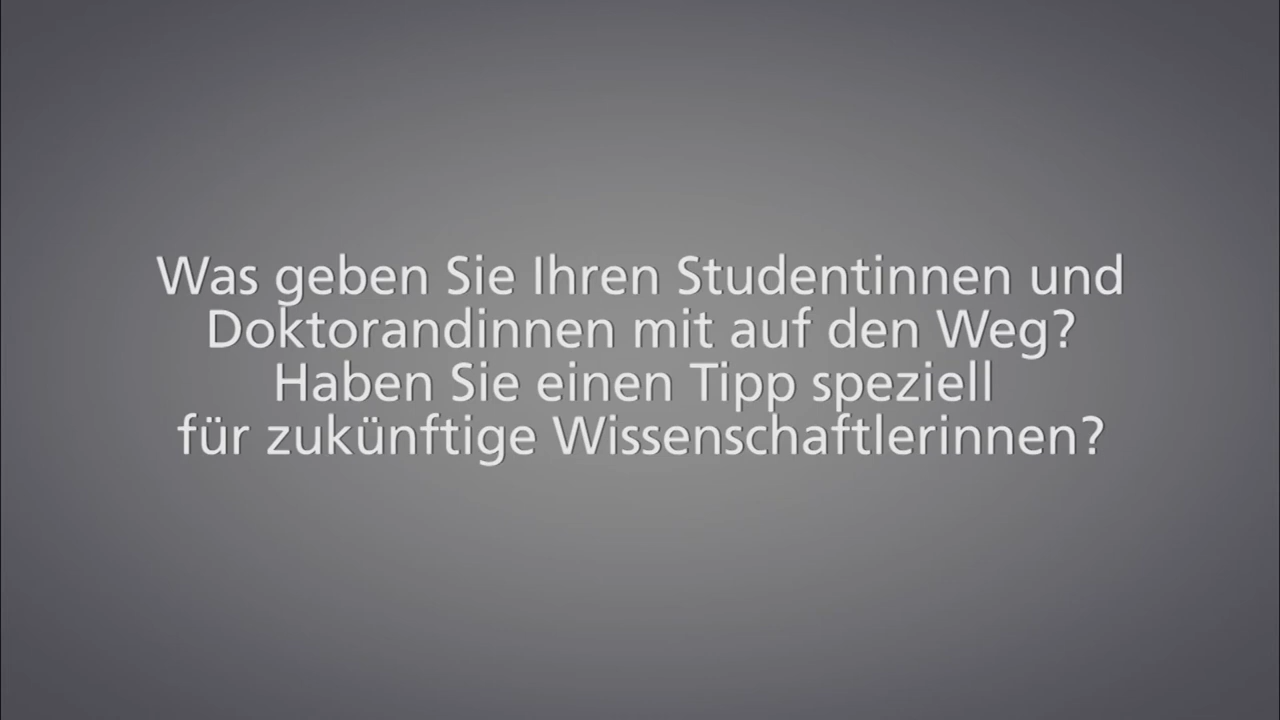 Was geben Sie Ihren Studentinnen und
Doktorandinnen mit auf den Weg?
Haben Sie einen Tipp speziell
für zukünftige Wissenschaftlerinnen?